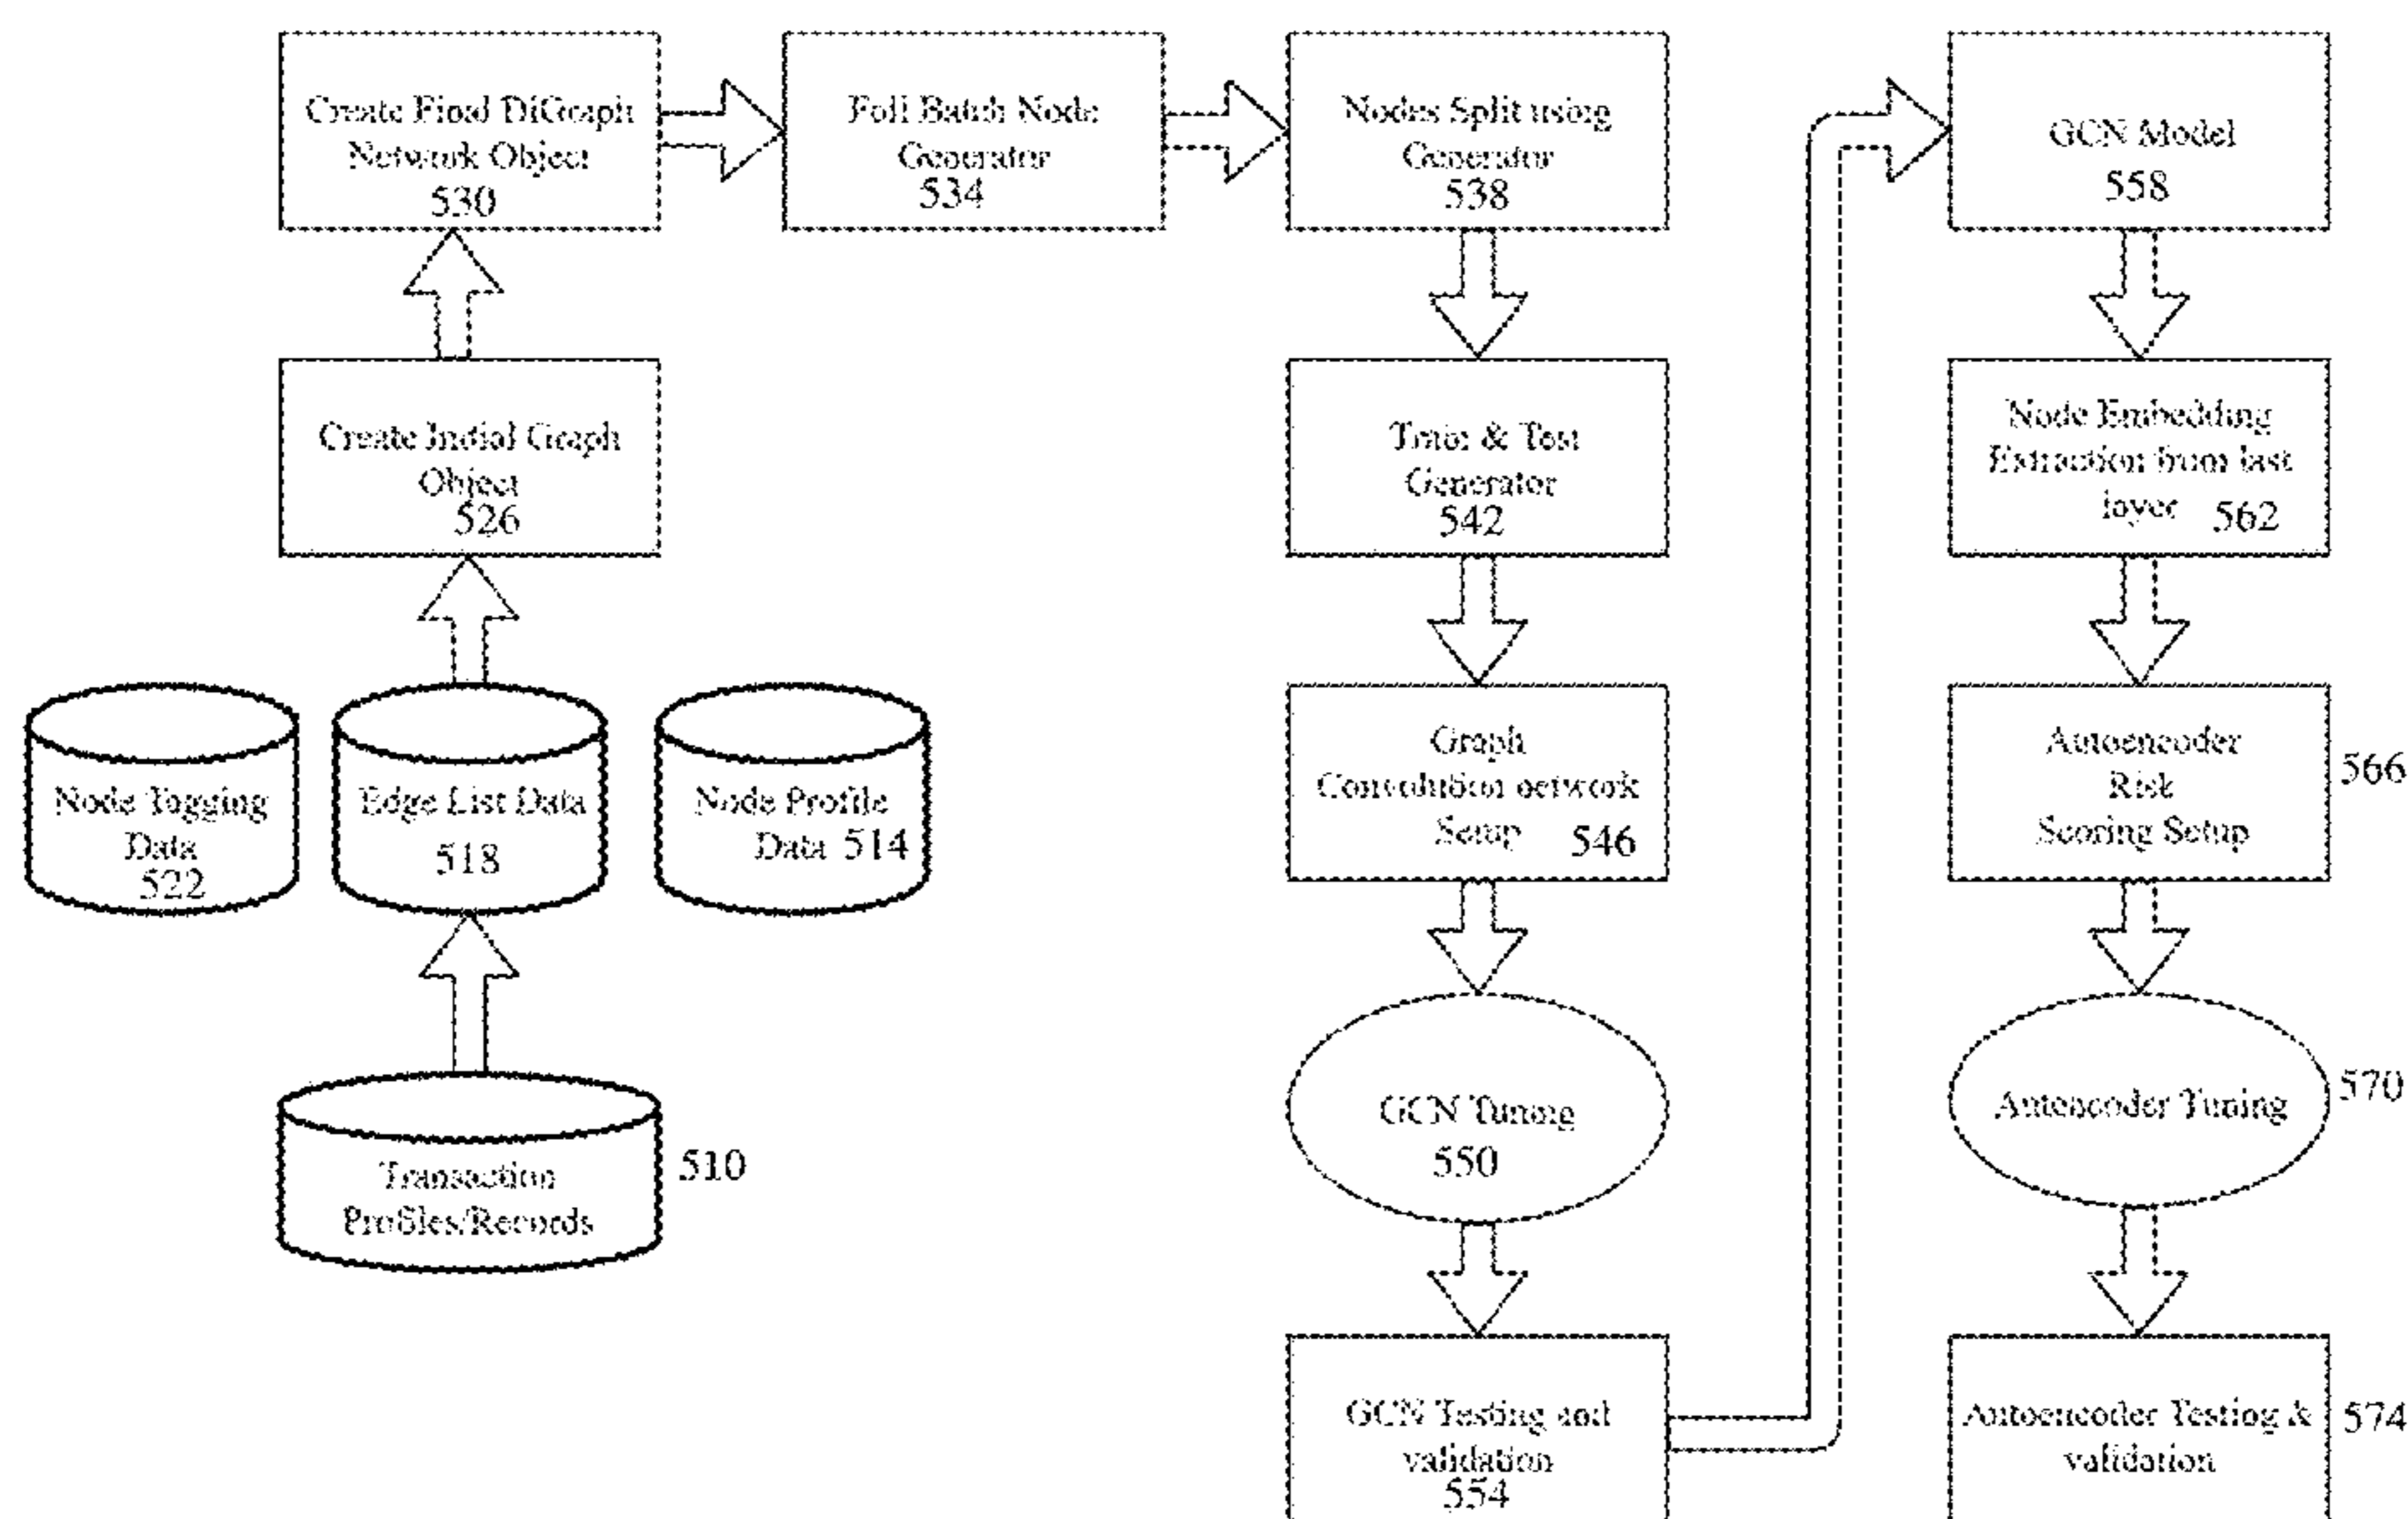 Create Final DiGraph
Network Object
530
Full Batch Node
Generator
534
Nodes Split using
Generator
538
GCN Model
558
Create Initial Graph
Object
526
Train & Test
Generator
542
Node Embedding
Extraction from last
layer 562
Node Tagging
Data
522
Edge List Data
518
Node Profile
Data 514
Graph
Convolution network
Setup 546
Autoencoder
Risk
Scoring Setup
566
Transaction
Profiles/Records
510
GCN Tuning
550
Autencoder Tuning
570
GCN Testing and
validation
554
Autoencoder Testing &
validation
574